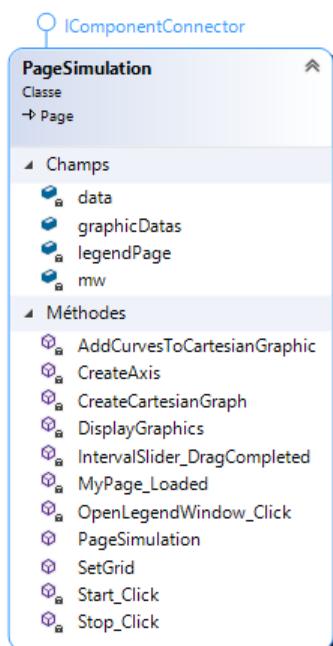 IComponentConnector
PageSimulation
Classe
Page
Champs
data
graphicDatas
legendPage
mw
Méthodes
AddCurvesToCartesianGraphic
CreateAxis
CreateCartesianGraph
DisplayGraphics
IntervalSlider_DragCompleted
MyPage_Loaded
OpenLegendWindow_Click
PageSimulation
SetGrid
Start_Click
Stop_Click